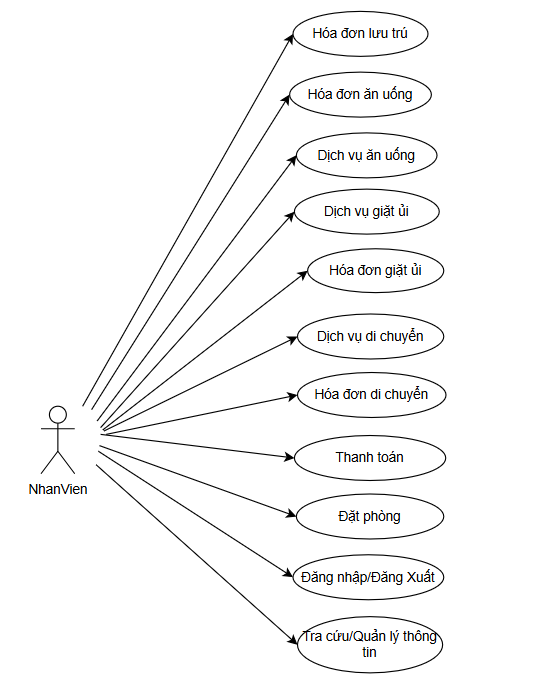 Hóa đơn lưu trú
Hóa đơn ăn uống
Dịch vụ ăn uống
Dịch vụ giặt ủi
Hóa đơn giặt ủi
Dịch vụ di chuyển
Hóa đơn di chuyển
Thanh toán
NhanVien
Đặt phòng
Đăng nhập/Đăng Xuất
Tra cứu/Quản lý thông
tin